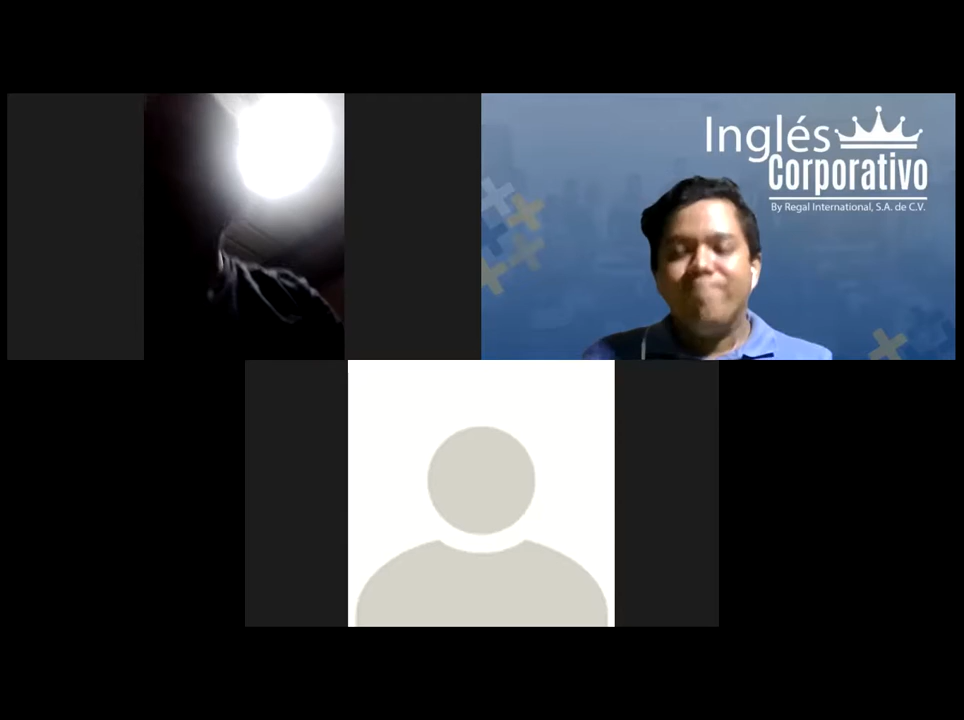 Inglés
Corporativo
By Regal International, S.A. de C.V.